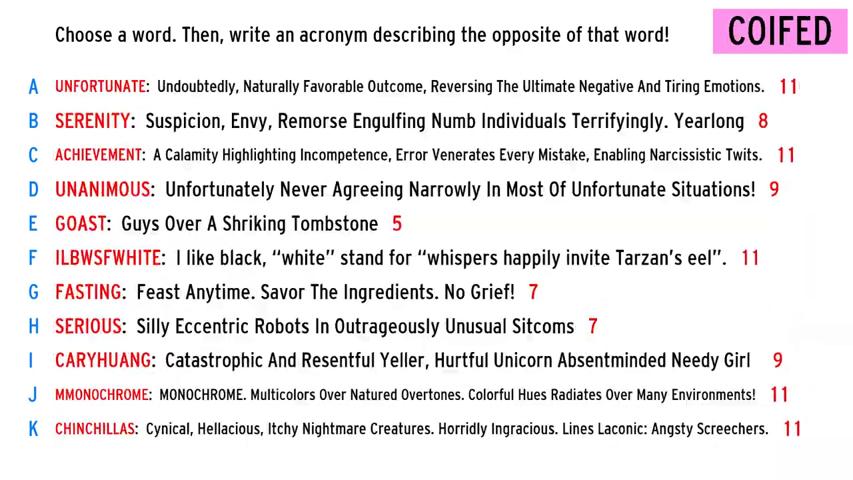 Choose a word. Then, write an acronym describing the opposite of that word!
COIFED
A UNFORTUNATE: Undoubtedly, Naturally Favorable Outcome, Reversing The Ultimate Negative And Tiring Emotions. 11
B SERENITY: Suspicion, Envy, Remorse Engulfing Numb Individuals Terrifyingly. Yearlong 8
C ACHIEVEMENT: A Calamity Highlighting Incompetence, Error Venerates Every Mistake, Enabling Narcissistic Twits. 11
D UNANIMOUS: Unfortunately Never Agreeing Narrowly In Most Of Unfortunate Situations! 9
E GOAST: Guys Over A Shriking Tombstone 5
F ILBWSFWHITE: I like black, “white” stand for “whispers happily invite Tarzan’s eel”. 11
G FASTING: Feast Anytime. Savor The Ingredients. No Grief! 7
H SERIOUS: Silly Eccentric Robots In Outrageously Unusual Sitcoms 7
I CARYHUANG: Catastrophic And Resentful Yeller, Hurtful Unicorn Absentminded Needy Girl 9
J MMONOCHROME: MONOCHROME. Multicolors Over Natured Overtones. Colorful Hues Radiates Over Many Environments! 11
K CHINCHILLAS: Cynical, Hellacious, Itchy Nightmare Creatures. Horridly Ingracious. Lines Laconic: Angsty Screechers. 11